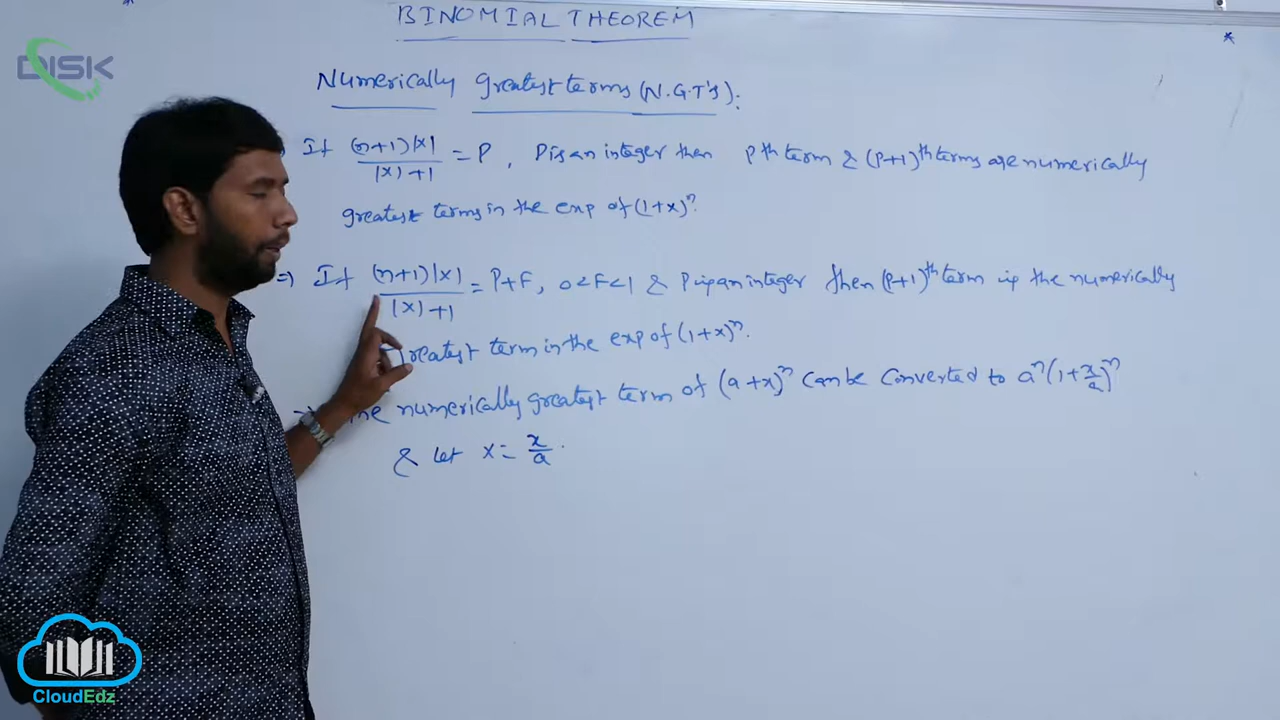 BINOMIAL THEOREM
DISK
Numerically greatest terms (N.G.T's):
If (n+1)|x| / |x|+1 = P, P is an integer then Pth term & (P+1)th terms are numerically
greatest terms in the exp of (1+x)^n.
=> If (n+1)|x| / |x|+1 = P+F, 0<F<1 & P is an integer then (P+1)th term is the numerically
greatest term in the exp of (1+x)^n.
numerically greatest term of (a+x)^n can be converted to a^n(1+x/a)^n
& let x = x/a.
CloudEdz